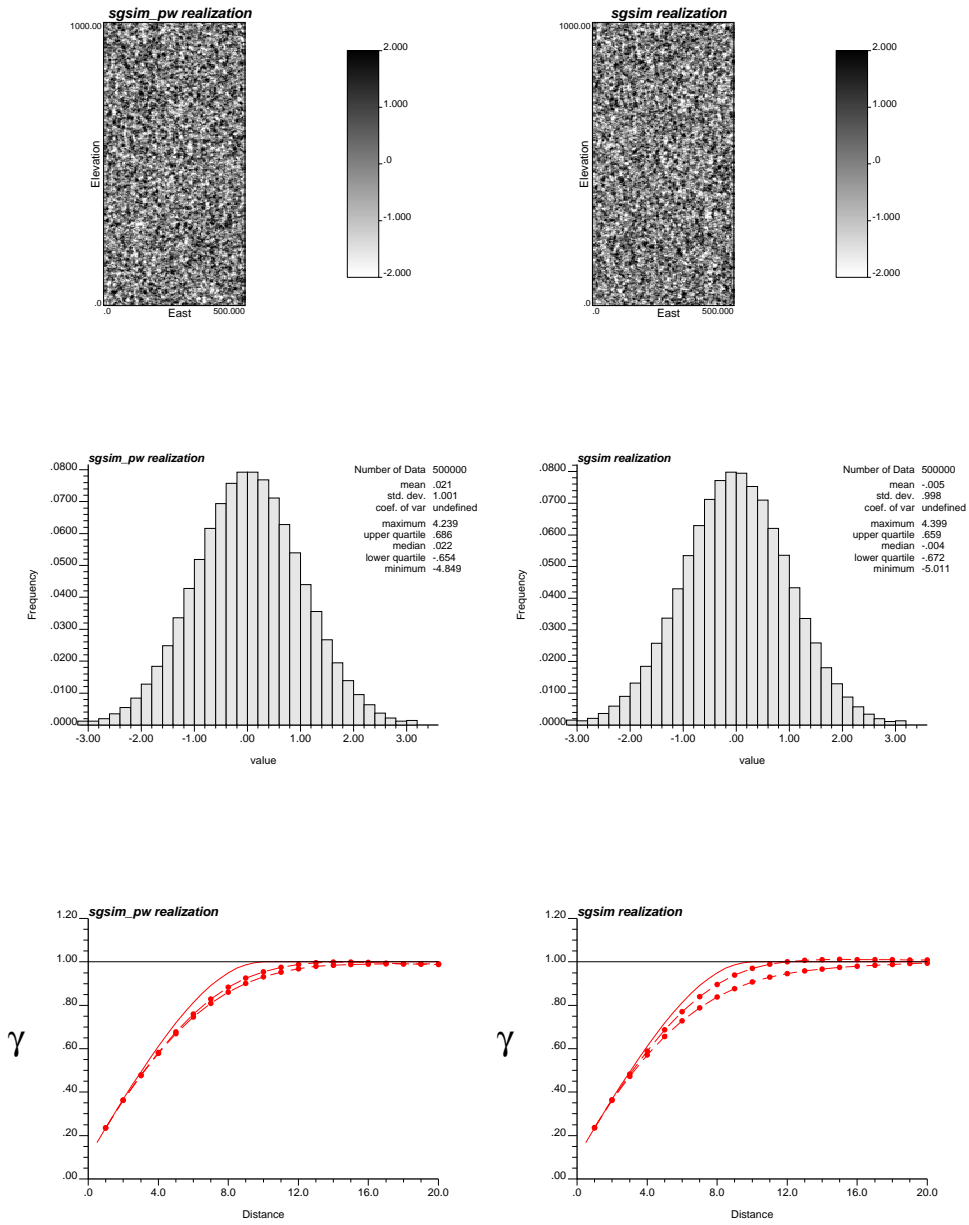 sgsim_pw realization
1000.00
Elevation
.0
.0
East
500.000
2.000
1.000
.0
-1.000
-2.000
sgsim realization
1000.00
Elevation
.0
.0
East
500.000
2.000
1.000
.0
-1.000
-2.000
sgsim_pw realization
Frequency
.0800
.0700
.0600
.0500
.0400
.0300
.0200
.0100
.0000
-3.00 -2.00 -1.00 .00 1.00 2.00 3.00
value
Number of Data 500000
mean .021
std. dev. 1.001
coef. of var undefined
maximum 4.239
upper quartile .686
median .022
lower quartile -.654
minimum -4.849
sgsim realization
Frequency
.0800
.0700
.0600
.0500
.0400
.0300
.0200
.0100
.0000
-3.00 -2.00 -1.00 .00 1.00 2.00 3.00
value
Number of Data 500000
mean -.005
std. dev. .998
coef. of var undefined
maximum 4.399
upper quartile .659
median -.004
lower quartile -.672
minimum -5.011
sgsim_pw realization
γ
1.20
1.00
.80
.60
.40
.20
.00
.0 4.0 8.0 12.0 16.0 20.0
Distance
sgsim realization
γ
1.20
1.00
.80
.60
.40
.20
.00
.0 4.0 8.0 12.0 16.0 20.0
Distance